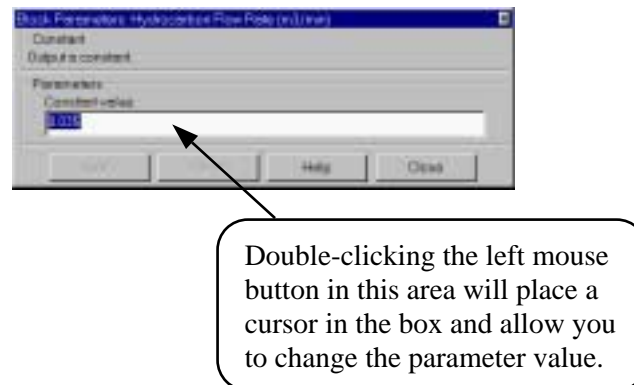 Block Parameters: Hydrocarbon Flow Rate (m3/min)
Constant
Output is constant.
Parameters
Constant value:
0.035
Help
Close
Double-clicking the left mouse
button in this area will place a
cursor in the box and allow you
to change the parameter value.